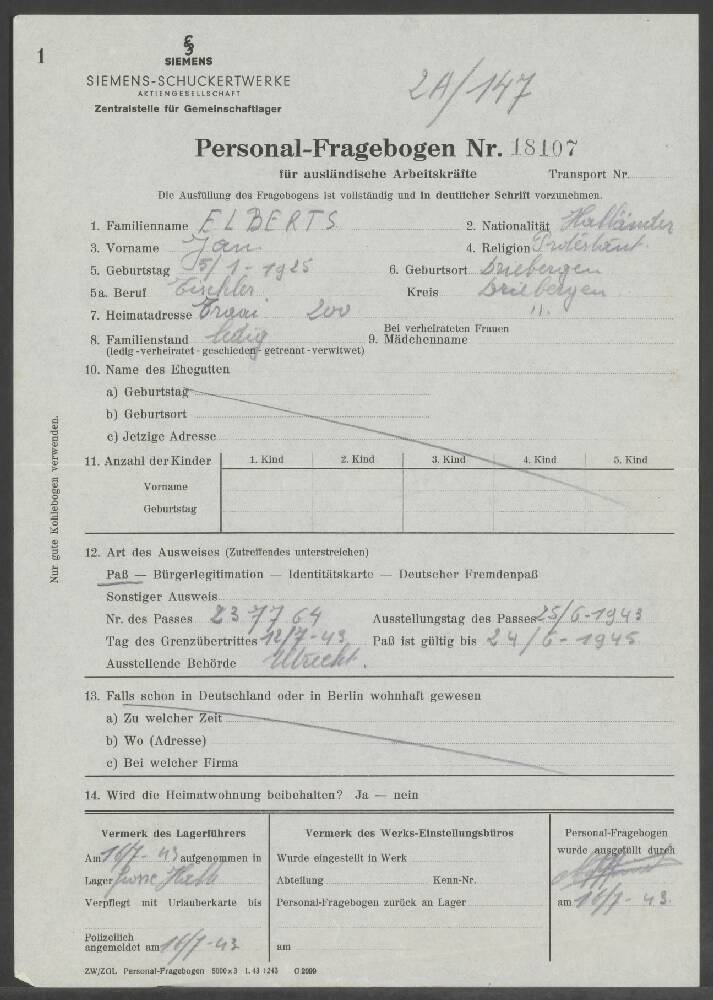 1
SIEMENS
SIEMENS-SCHUCKERTWERKE
AKTIENGESELLSCHAFT
Zentralstelle für Gemeinschaftlager
2A/147
Personal-Fragebogen Nr. 18107
für ausländische Arbeitskräfte Transport Nr.
Die Ausfüllung des Fragebogens ist vollständig und in deutlicher Schrift vorzunehmen.
1. Familienname ELBERTS 2. Nationalität Holländer
3. Vorname Jan 4. Religion Protestant.
5. Geburtstag 15/1-1925 6. Geburtsort Driebergen
5a. Beruf Tischler Kreis Driebergen
7. Heimatadresse 200 11.
8. Familienstand ledig Bei verheirateten Frauen
(ledig - verheiratet - geschieden - getrennt - verwitwet) 9. Mädchenname
10. Name des Ehegatten
a) Geburtstag
b) Geburtsort
c) Jetzige Adresse
11. Anzahl der Kinder 1. Kind 2. Kind 3. Kind 4. Kind 5. Kind
Vorname
Geburtstag
Nur gute Kohlebogen verwenden.
12. Art des Ausweises (Zutreffendes unterstreichen)
Paß — Bürgerlegitimation — Identitätskarte — Deutscher Fremdenpaß
Sonstiger Ausweis
Nr. des Passes 237764 Ausstellungstag des Passes 25/6-1943
Tag des Grenzübertrittes 12/7-43 Paß ist gültig bis 24/6-1945
Ausstellende Behörde Utrecht.
13. Falls schon in Deutschland oder in Berlin wohnhaft gewesen
a) Zu welcher Zeit
b) Wo (Adresse)
c) Bei welcher Firma
14. Wird die Heimatwohnung beibehalten? Ja — nein
Vermerk des Lagerführers Vermerk des Werks-Einstellungsbüros Personal-Fragebogen
wurde ausgefüllt durch
Am 16/7-43 aufgenommen in Wurde eingestellt in Werk
Lager Abteilung Kenn-Nr.
Verpflegt mit Urlauberkarte bis Personal-Fragebogen zurück an Lager am 16/7-43.
Polizeilich
angemeldet am 16/7-43 am
ZW/ZGL Personal-Fragebogen 5000x3 1.43 1243 C 2099